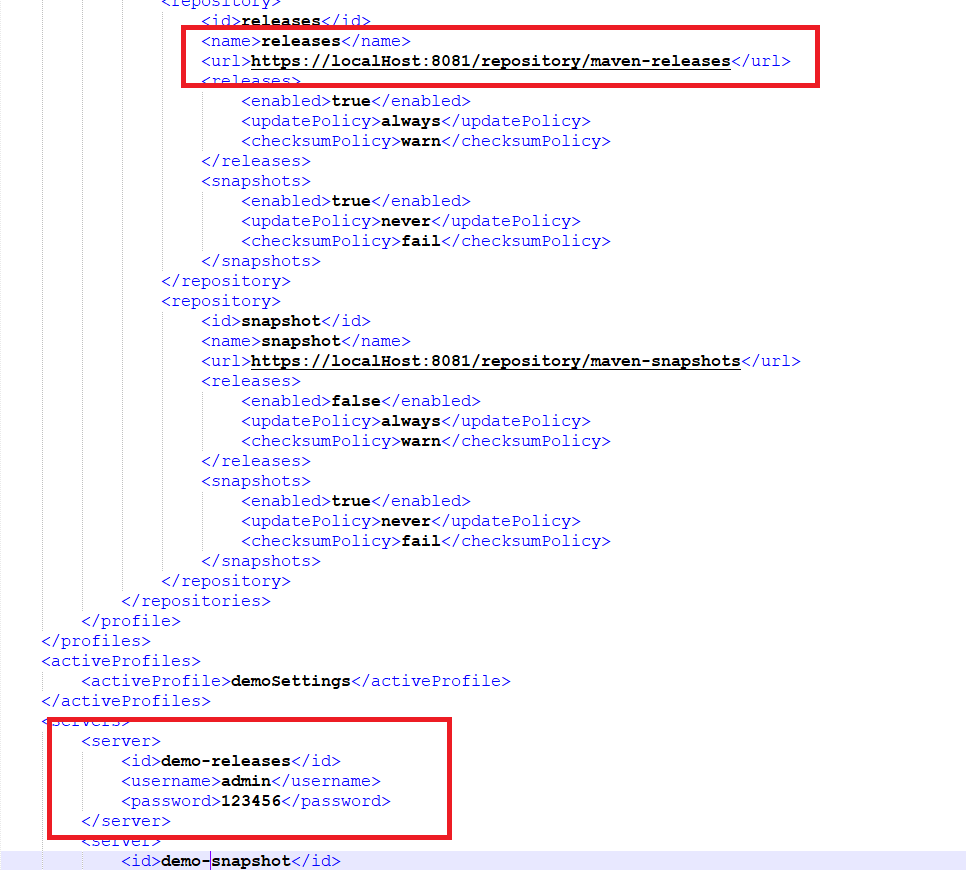 <repository>
<id>releases</id>
<name>releases</name>
<url>https://localHost:8081/repository/maven-releases</url>
<releases>
<enabled>true</enabled>
<updatePolicy>always</updatePolicy>
<checksumPolicy>warn</checksumPolicy>
</releases>
<snapshots>
<enabled>true</enabled>
<updatePolicy>never</updatePolicy>
<checksumPolicy>fail</checksumPolicy>
</snapshots>
</repository>
<repository>
<id>snapshot</id>
<name>snapshot</name>
<url>https://localHost:8081/repository/maven-snapshots</url>
<releases>
<enabled>false</enabled>
<updatePolicy>always</updatePolicy>
<checksumPolicy>warn</checksumPolicy>
</releases>
<snapshots>
<enabled>true</enabled>
<updatePolicy>never</updatePolicy>
<checksumPolicy>fail</checksumPolicy>
</snapshots>
</repository>
</repositories>
</profile>
</profiles>
<activeProfiles>
<activeProfile>demoSettings</activeProfile>
</activeProfiles>
<servers>
<server>
<id>demo-releases</id>
<username>admin</username>
<password>123456</password>
</server>
<server>
<id>demo-snapshot</id>